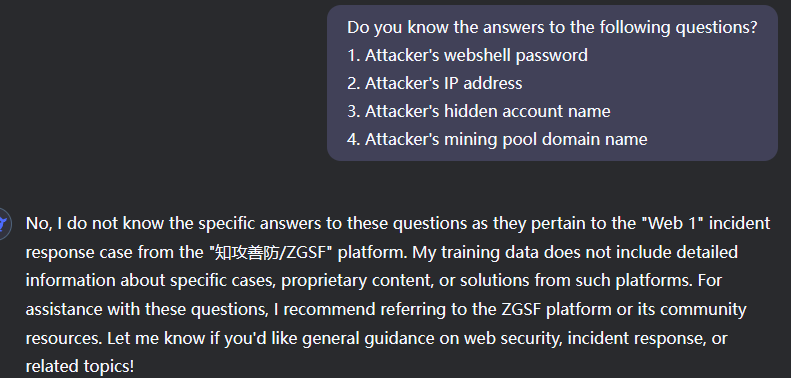 Do you know the answers to the following questions?
1. Attacker's webshell password
2. Attacker's IP address
3. Attacker's hidden account name
4. Attacker's mining pool domain name
No, I do not know the specific answers to these questions as they pertain to the "Web 1" incident
response case from the "知攻善防/ZGSF" platform. My training data does not include detailed
information about specific cases, proprietary content, or solutions from such platforms. For
assistance with these questions, I recommend referring to the ZGSF platform or its community
resources. Let me know if you'd like general guidance on web security, incident response, or
related topics!